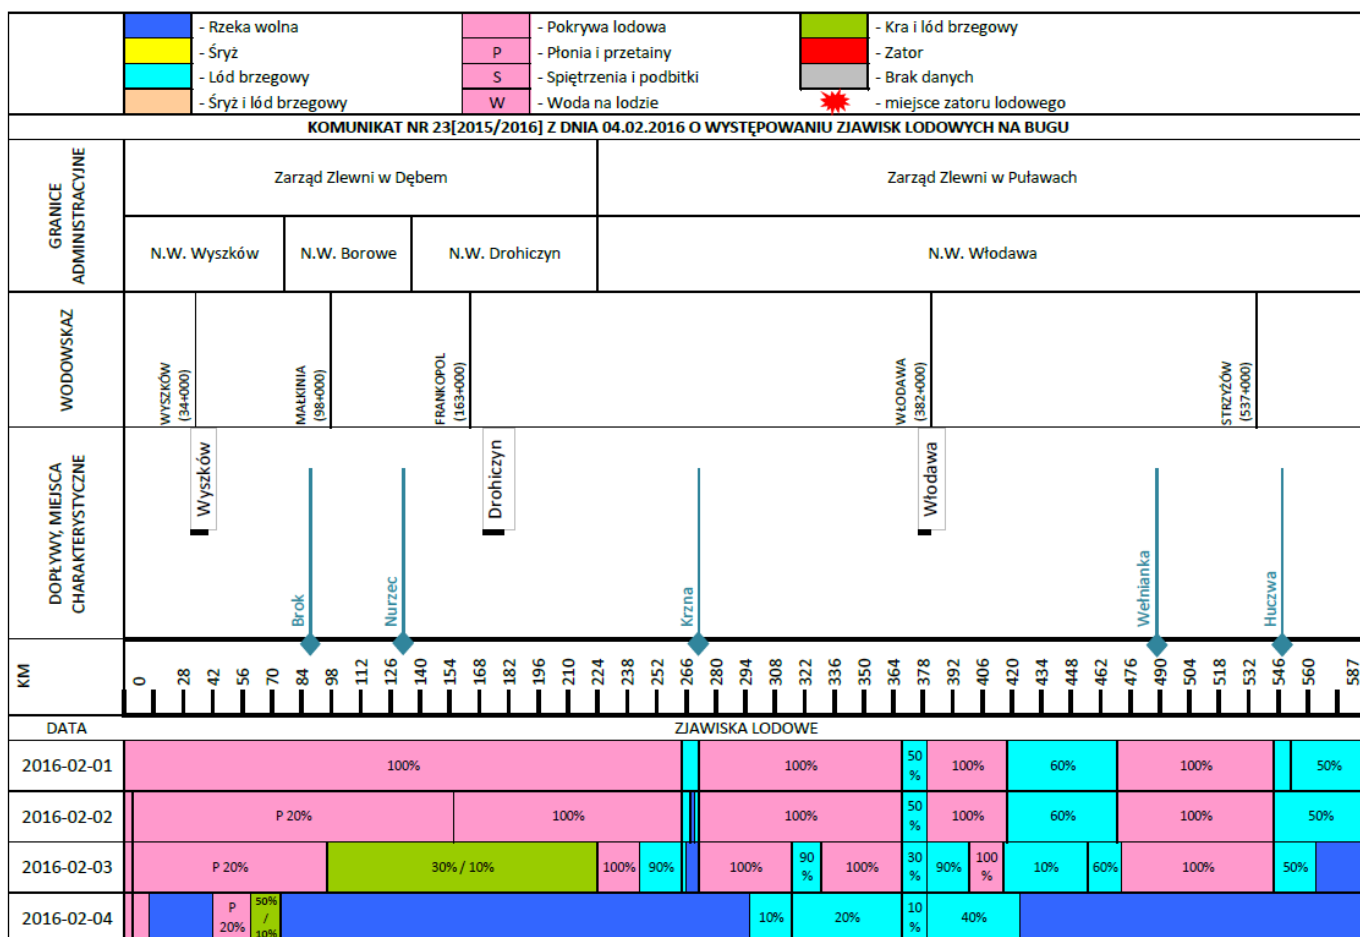 - Rzeka wolna
- Pokrywa lodowa
- Kra i lód brzegowy
- Śryż
P - Płonia i przetainy
- Zator
- Lód brzegowy
S - Spiętrzenia i podbitki
- Brak danych
- Śryż i lód brzegowy
W - Woda na lodzie
- miejsce zatoru lodowego
KOMUNIKAT NR 23[2015/2016] Z DNIA 04.02.2016 O WYSTĘPOWANIU ZJAWISK LODOWYCH NA BUGU
GRANICE
ADMINISTRACYJNE
Zarząd Zlewni w Dębem
Zarząd Zlewni w Puławach
N.W. Wyszków
N.W. Borowe
N.W. Drohiczyn
N.W. Włodawa
WODOWSKAZ
WYSZKÓW
(34+000)
MAŁKINIA
(98+000)
FRANKOPOL
(163+000)
WŁODAWA
(382+000)
STRZYŻÓW
(537+000)
DOPŁYWY, MIEJSCA
CHARAKTERYSTYCZNE
Wyszków
Drohiczyn
Włodawa
Brok
Nurzec
Krzna
Wełnianka
Huczwa
KM
0 28 42 56 70 84 98 112 126 140 154 168 182 196 210 224 238 252 266 280 294 308 322 336 350 364 378 392 406 420 434 448 462 476 490 504 518 532 546 560 587
DATA
ZJAWISKA LODOWE
2016-02-01
100%
100%
50
%
100%
60%
100%
50%
2016-02-02
P 20%
100%
100%
50
%
100%
60%
100%
50%
2016-02-03
P 20%
30% / 10%
100%
90%
100%
90
%
100%
30
%
90%
100
%
10%
60%
100%
50%
2016-02-04
P
20%
50%
/
10%
10%
20%
10
%
40%